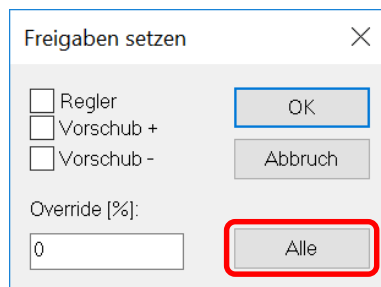 Freigaben setzen
Regler
Vorschub +
Vorschub -
OK
Abbruch
Override [%]:
0
Alle